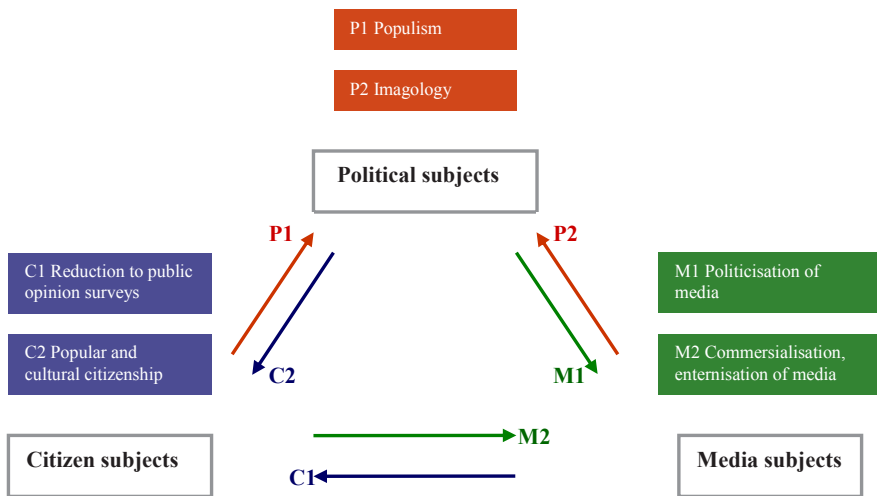 P1 Populism
P2 Imagology
Political subjects
P1
P2
C1 Reduction to public
opinion surveys
M1 Politicisation of
media
C2 Popular and
cultural citizenship
C2
M1
M2 Commersialisation,
enternisation of media
M2
Citizen subjects
C1
Media subjects